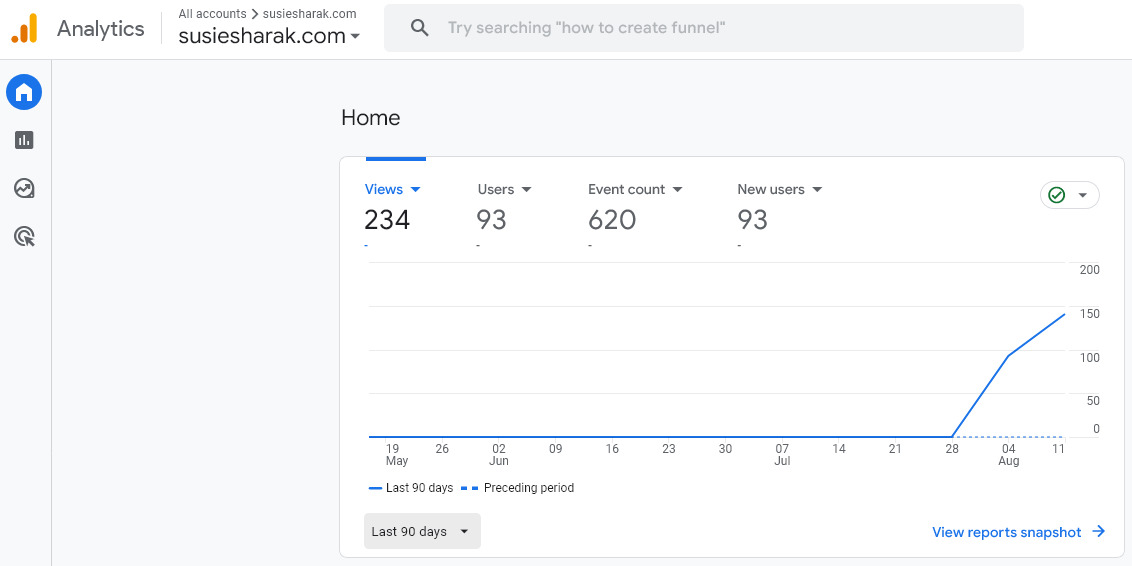 Analytics
All accounts > susiesharak.com
susiesharak.com
Try searching "how to create funnel"
Home
Views Users Event count New users
234 93 620 93
- - - -
200
150
100
50
0
19 26 02 09 16 23 30 07 14 21 28 04 11
May Jun Jul Aug
Last 90 days Preceding period
Last 90 days
View reports snapshot